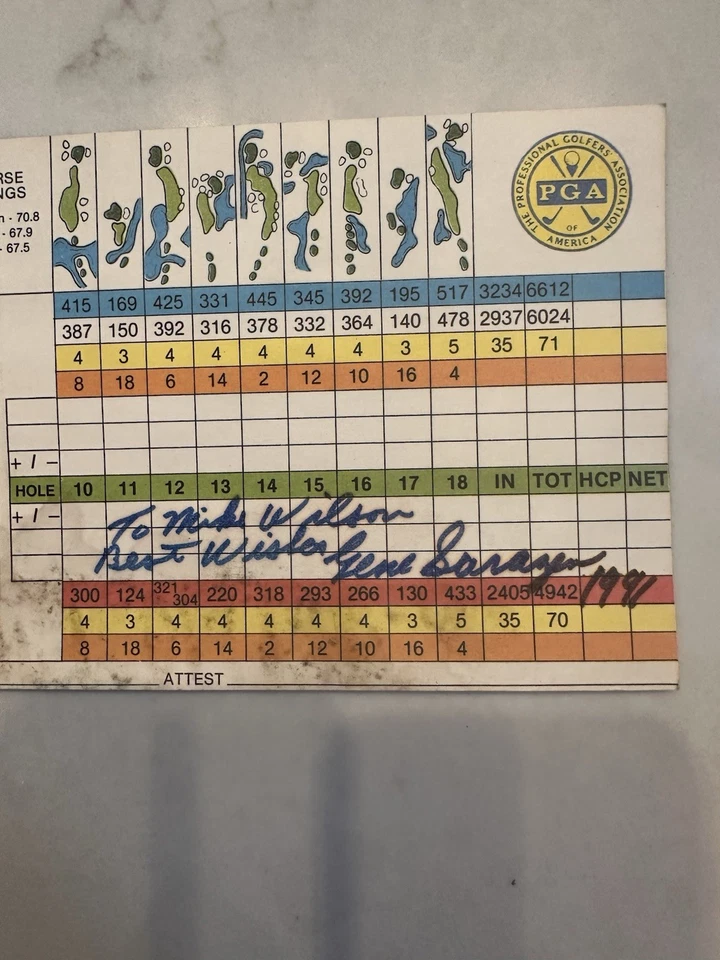 RSE
NGS
n - 70.8
- 67.9
- 67.5
THE PROFESSIONAL GOLFERS' ASSOCIATION
PGA
OF
AMERICA
415 169 425 331 445 345 392 195 517 3234 6612
387 150 392 316 378 332 364 140 478 2937 6024
4 3 4 4 4 4 4 3 5 35 71
8 18 6 14 2 12 10 16 4
+ / -
HOLE 10 11 12 13 14 15 16 17 18 IN TOT HCP NET
+ / -
To Mike Wilson
Best Wishes Gene Sarazen 1991
300 124 321 304 220 318 293 266 130 433 2405 4942
4 3 4 4 4 4 4 3 5 35 70
8 18 6 14 2 12 10 16 4
ATTEST